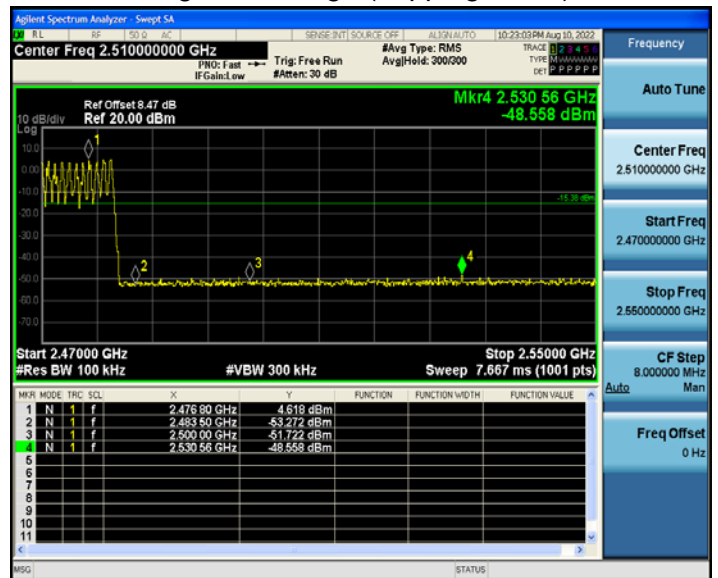 Agilent Spectrum Analyzer - Swept SA
RL RF 50 Ω AC SENSE:INT SOURCE OFF ALIGN AUTO 10:23:03 PM Aug 10, 2022
Center Freq 2.510000000 GHz
PNO: Fast
IFGain:Low
Trig: Free Run
#Atten: 30 dB
#Avg Type: RMS
Avg|Hold: 300/300
TRACE 1 2 3 4 5 6
TYPE M
DET P P P P P P
Ref Offset 8.47 dB
10 dB/div Ref 20.00 dBm
Log
Mkr4 2.530 56 GHz
-48.558 dBm
10.0
0.00
-10.0
-20.0
-30.0
-40.0
-50.0
-60.0
-70.0
1
2
3
4
-15.38 dBm
Start 2.47000 GHz
Stop 2.55000 GHz
#Res BW 100 kHz
#VBW 300 kHz
Sweep 7.667 ms (1001 pts)
MKR MODE TRC SCL X Y FUNCTION FUNCTION WIDTH FUNCTION VALUE
1 N 1 f 2.476 80 GHz 4.618 dBm
2 N 1 f 2.483 50 GHz -53.272 dBm
3 N 1 f 2.500 00 GHz -51.722 dBm
4 N 1 f 2.530 56 GHz -48.558 dBm
5
6
7
8
9
10
11
MSG
STATUS
Frequency
Auto Tune
Center Freq
2.510000000 GHz
Start Freq
2.470000000 GHz
Stop Freq
2.550000000 GHz
CF Step
8.000000 MHz
Auto Man
Freq Offset
0 Hz